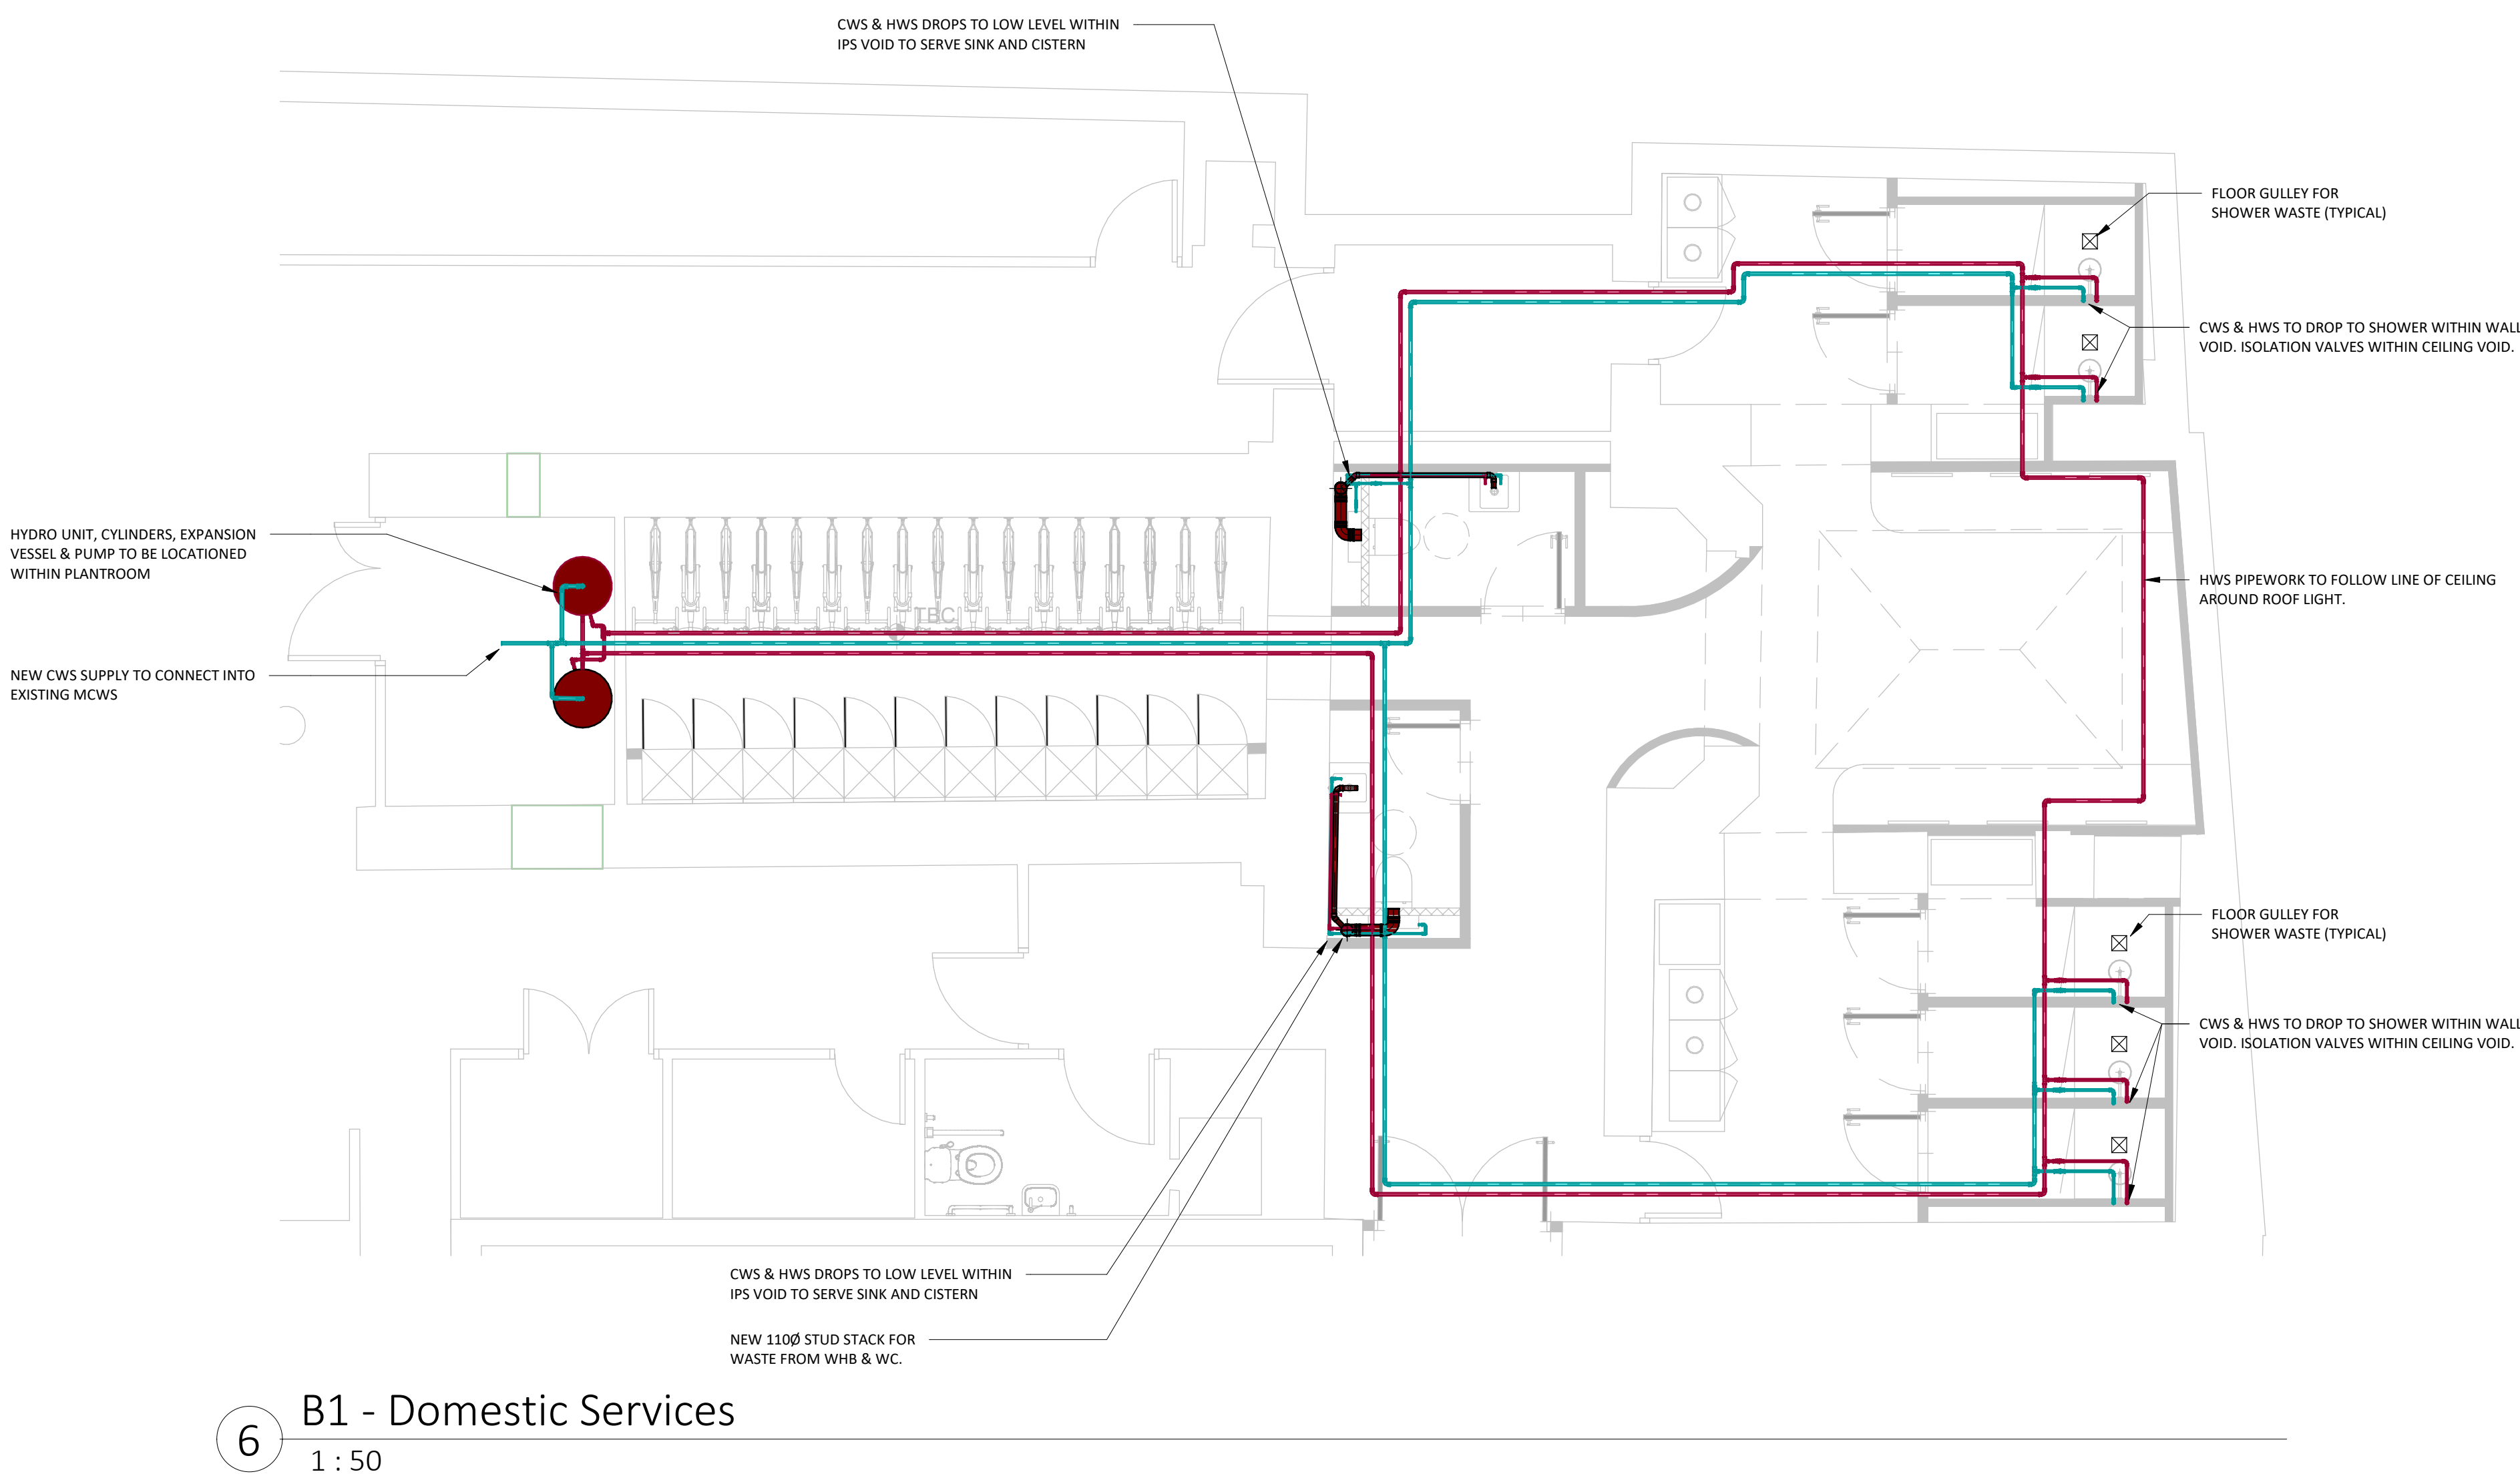 CWS & HWS DROPS TO LOW LEVEL WITHIN
IPS VOID TO SERVE SINK AND CISTERN
FLOOR GULLEY FOR
SHOWER WASTE (TYPICAL)
CWS & HWS TO DROP TO SHOWER WITHIN WALL
VOID. ISOLATION VALVES WITHIN CEILING VOID.
HYDRO UNIT, CYLINDERS, EXPANSION
VESSEL & PUMP TO BE LOCATIONED
WITHIN PLANTROOM
TBC
HWS PIPEWORK TO FOLLOW LINE OF CEILING
AROUND ROOF LIGHT.
NEW CWS SUPPLY TO CONNECT INTO
EXISTING MCWS
FLOOR GULLEY FOR
SHOWER WASTE (TYPICAL)
CWS & HWS TO DROP TO SHOWER WITHIN WALL
VOID. ISOLATION VALVES WITHIN CEILING VOID.
CWS & HWS DROPS TO LOW LEVEL WITHIN
IPS VOID TO SERVE SINK AND CISTERN
NEW 110Ø STUD STACK FOR
WASTE FROM WHB & WC.
6
B1 - Domestic Services
1 : 50